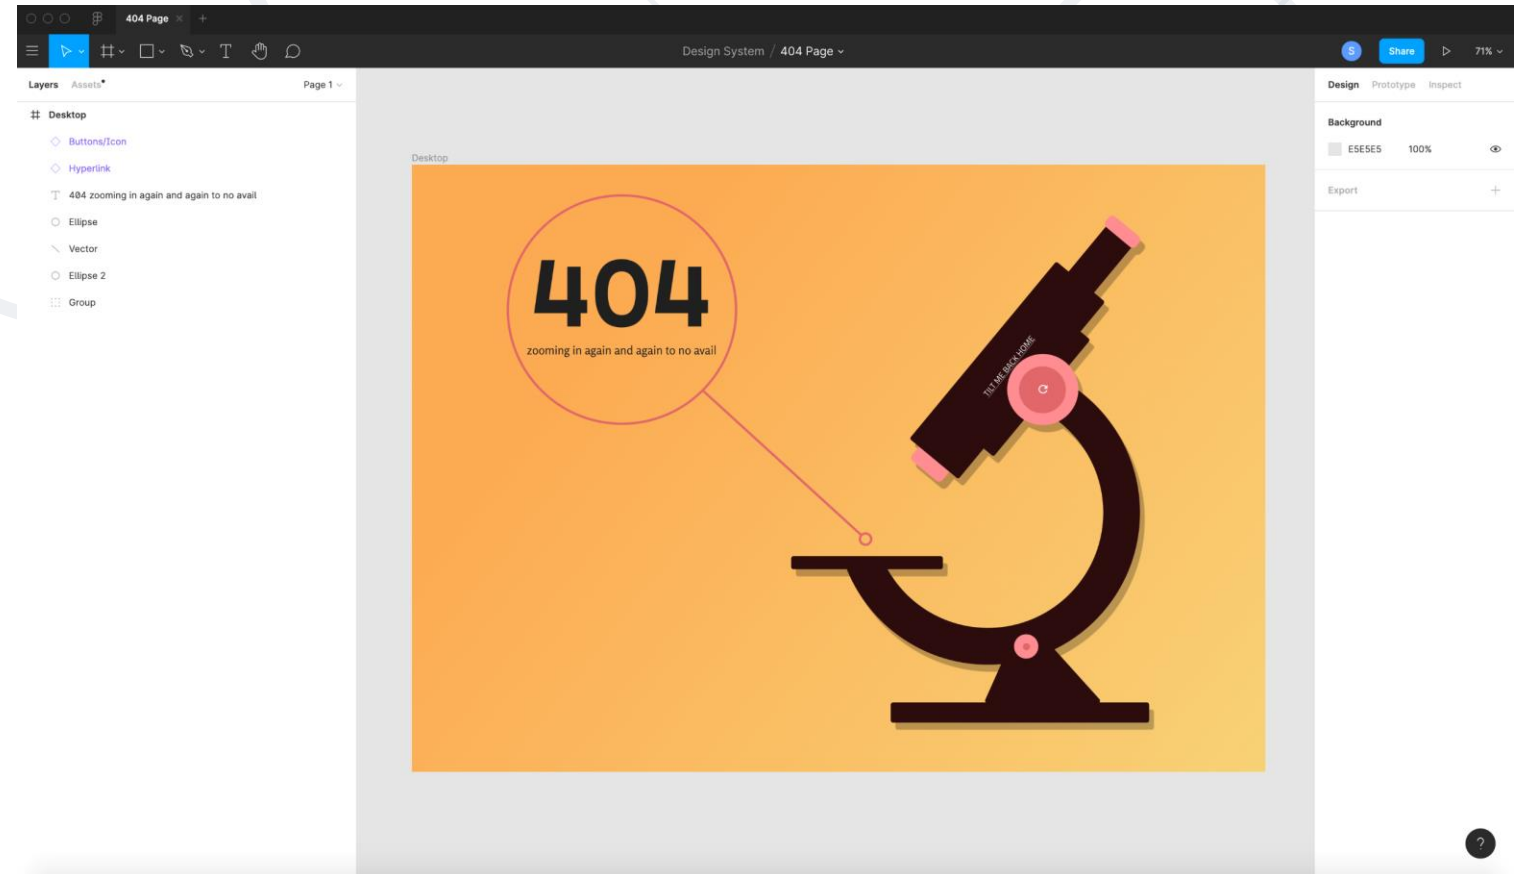 404 Page
Design System / 404 Page
S
Share
71%
Layers
Assets
Page 1
Desktop
Buttons/Icon
Hyperlink
404 zooming in again and again to no avail
Ellipse
Vector
Ellipse 2
Group
Desktop
404
zooming in again and again to no avail
TILT ME BACK HOME
Design
Prototype
Inspect
Background
E5E5E5
100%
Export
?